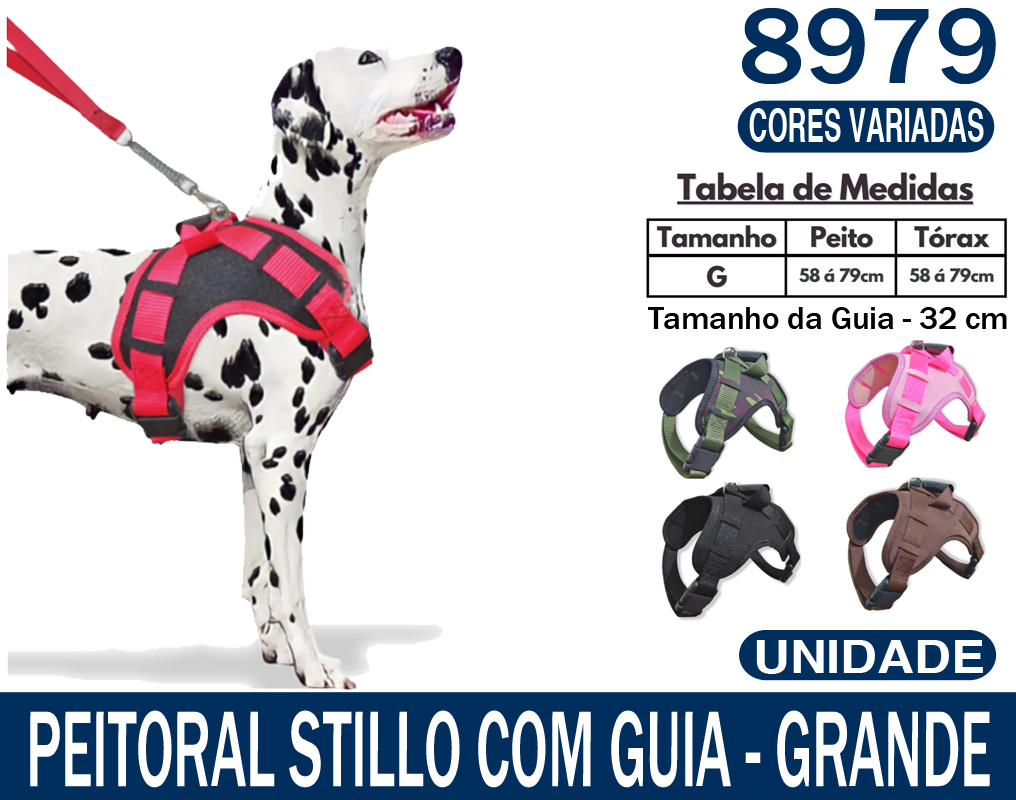 8979
CORES VARIADAS
Tabela de Medidas
Tamanho Peito Tórax
G 58 á 79cm 58 á 79cm
Tamanho da Guia - 32 cm
UNIDADE
PEITORAL STILLO COM GUIA - GRANDE